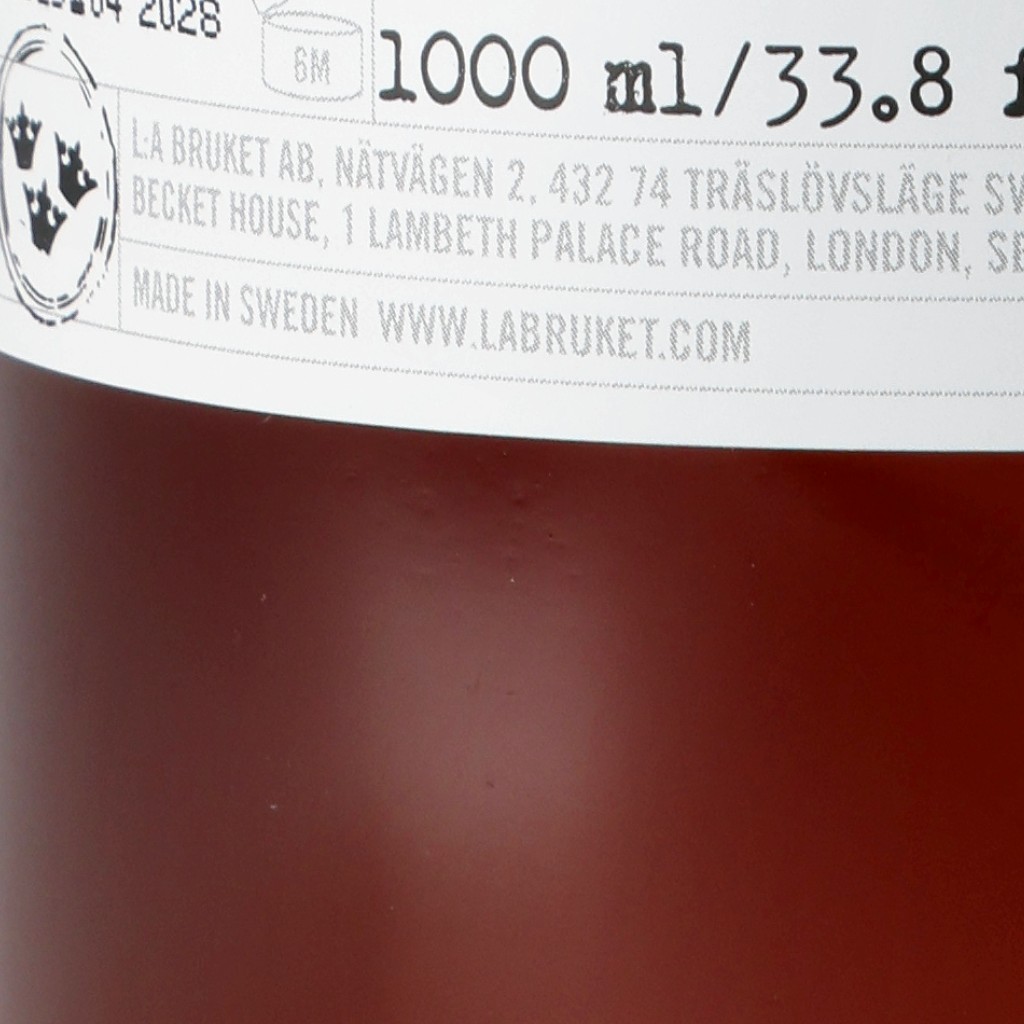 04 2028
6M
1000 ml/33.8
L:A BRUKET AB, NÄTVÄGEN 2, 432 74 TRÄSLÖVSLÄGE
BECKET HOUSE, 1 LAMBETH PALACE ROAD, LONDON,
MADE IN SWEDEN WWW.LABRUKET.COM